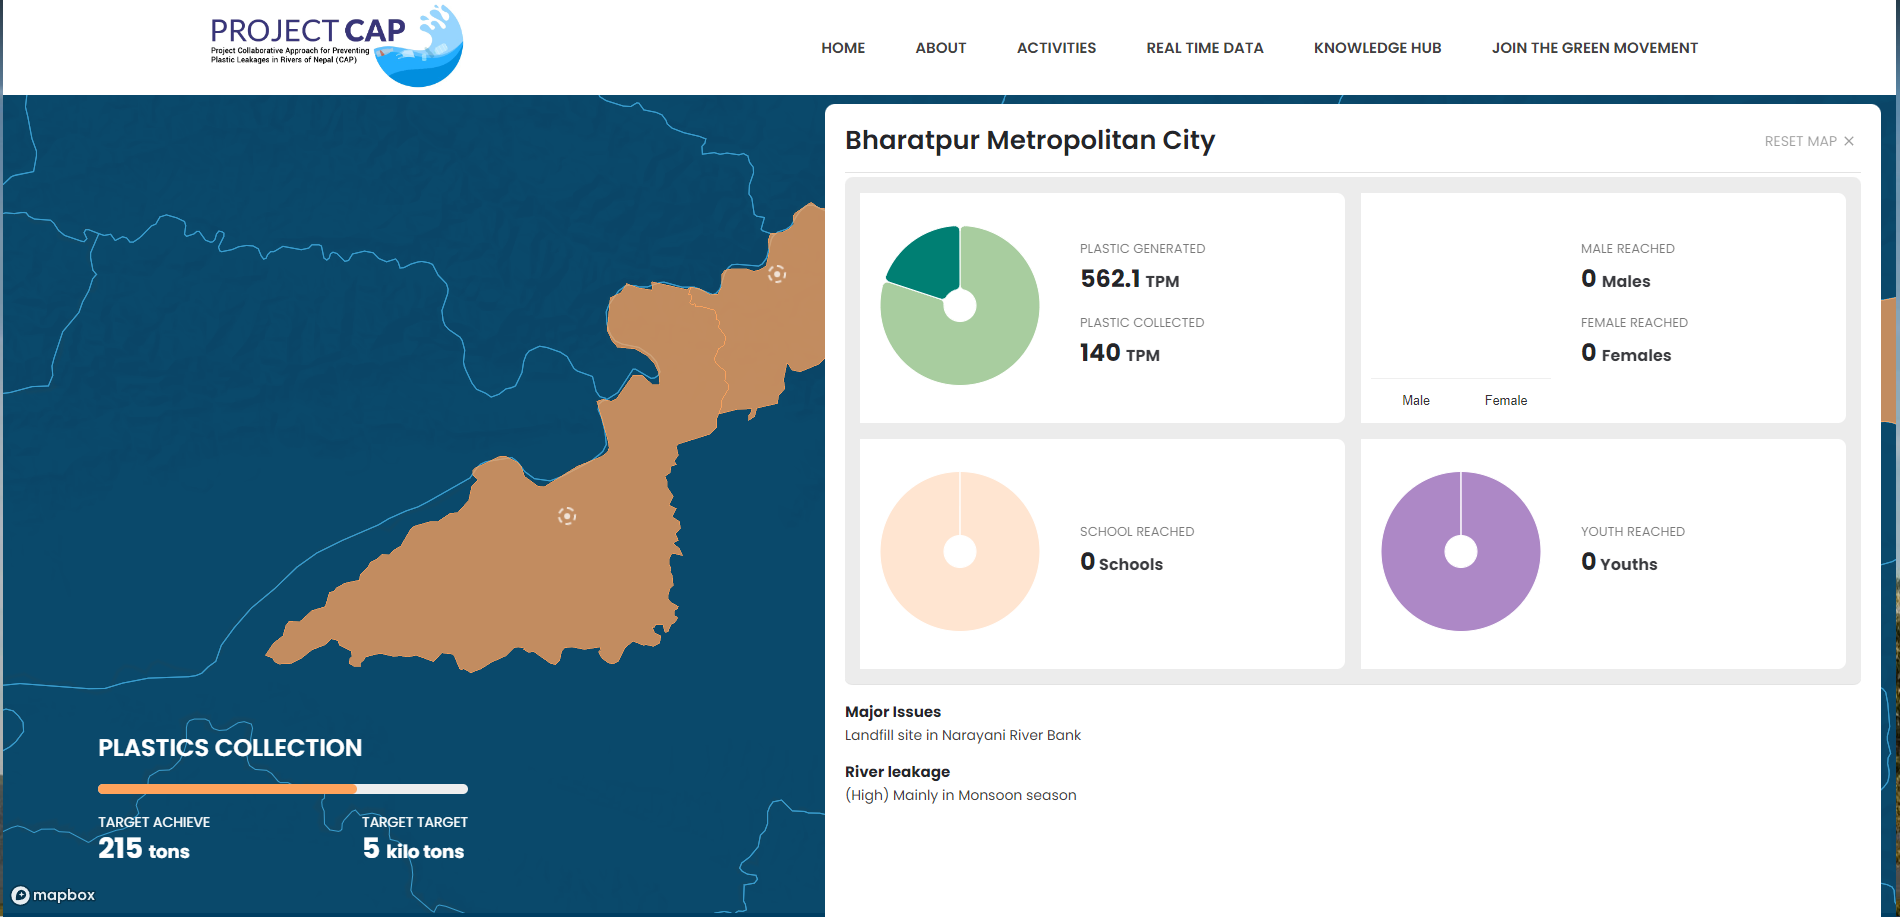 PROJECT CAP
Project Collaborative Approach for Preventing
Plastic Leakages in Rivers of Nepal (CAP)
HOME
ABOUT
ACTIVITIES
REAL TIME DATA
KNOWLEDGE HUB
JOIN THE GREEN MOVEMENT
Bharatpur Metropolitan City
RESET MAP ×
PLASTIC GENERATED
562.1 TPM
PLASTIC COLLECTED
140 TPM
MALE REACHED
0 Males
FEMALE REACHED
0 Females
Male
Female
SCHOOL REACHED
0 Schools
YOUTH REACHED
0 Youths
Major Issues
Landfill site in Narayani River Bank
River leakage
(High) Mainly in Monsoon season
PLASTICS COLLECTION
TARGET ACHIEVE
215 tons
TARGET TARGET
5 kilo tons
mapbox